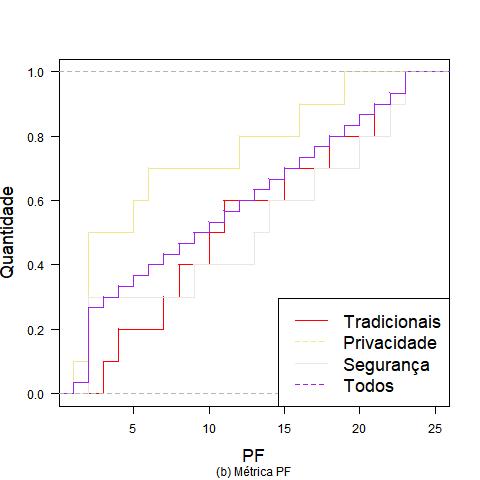 Quantidade
1.0
0.8
0.6
0.4
0.2
0.0
Tradicionais
Privacidade
Segurança
Todos
5 10 15 20 25
PF
(b) Métrica PF